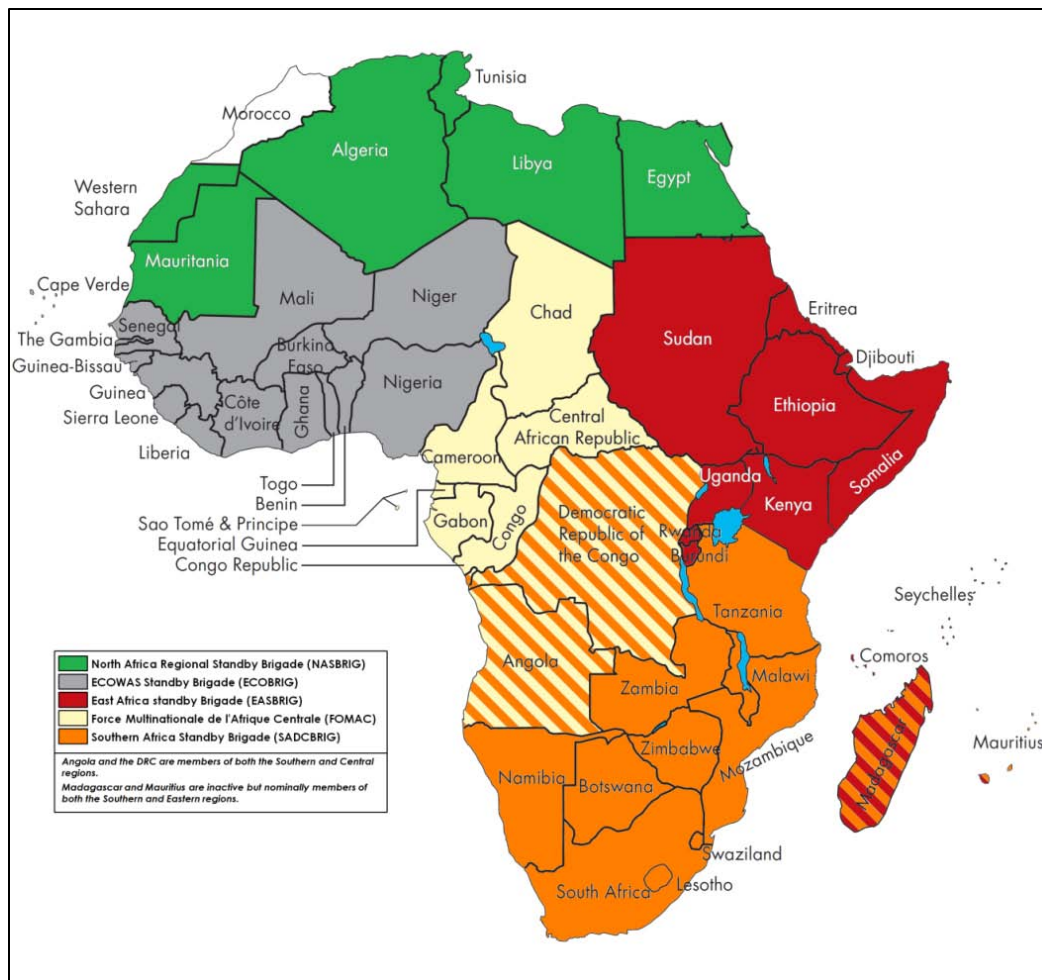 Tunisia
Morocco
Algeria
Libya
Egypt
Western
Sahara
Mauritania
Cape Verde
Mali
Niger
Chad
Sudan
Eritrea
Senegal
The Gambia
Guinea-Bissau
Guinea
Sierra Leone
Liberia
Burkina
Faso
Côte
d'Ivoire
Ghana
Nigeria
Djibouti
Ethiopia
Somalia
Central
African Republic
Cameroon
Togo
Benin
Sao Tomé & Principe
Equatorial Guinea
Congo Republic
Gabon
Congo
Democratic
Republic of
the Congo
Uganda
Kenya
Rwanda
Burundi
Tanzania
Seychelles
Comoros
Angola
Zambia
Malawi
Mozambique
Zimbabwe
Madagascar
Mauritius
Namibia
Botswana
Swaziland
South Africa
Lesotho
North Africa Regional Standby Brigade (NASBRIG)
ECOWAS Standby Brigade (ECOBRIG)
East Africa standby Brigade (EASBRIG)
Force Multinationale de l'Afrique Centrale (FOMAC)
Southern Africa Standby Brigade (SADCBRIG)
Angola and the DRC are members of both the Southern and Central
regions.
Madagascar and Mauritius are inactive but nominally members of
both the Southern and Eastern regions.